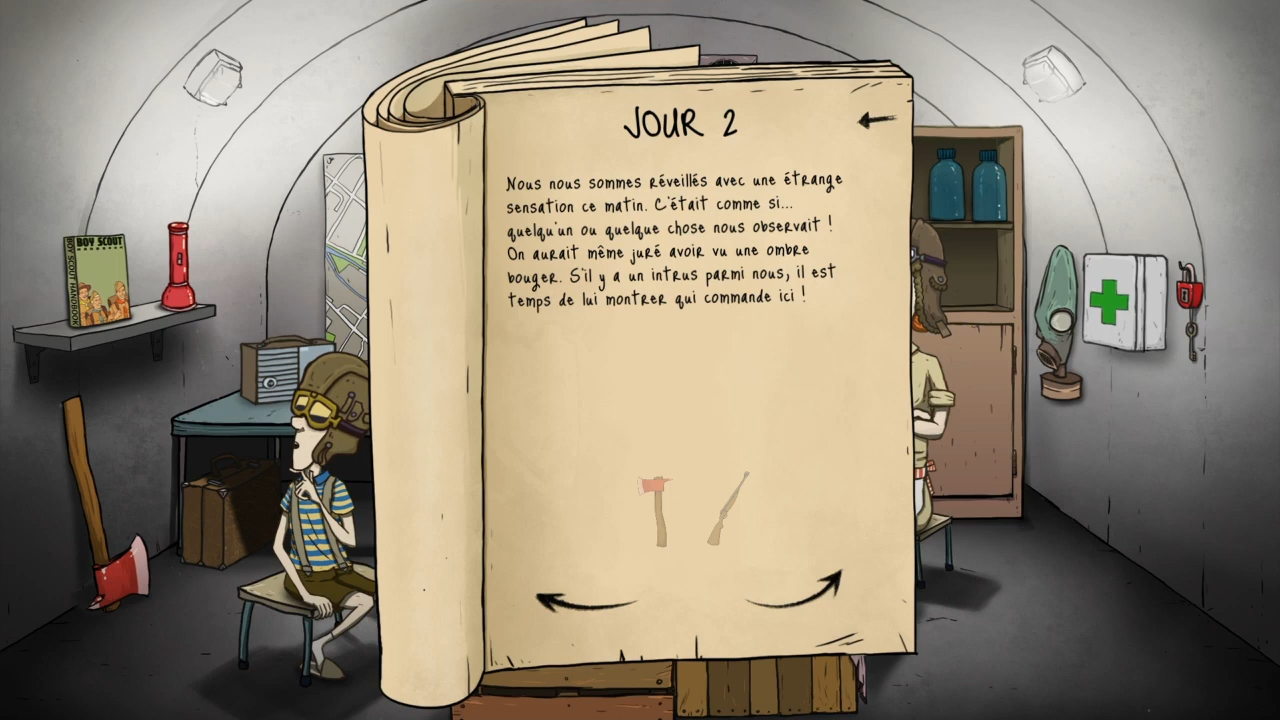 JOUR 2
Nous nous sommes réveillés avec une étrange
sensation ce matin. C'était comme si...
quelqu'un ou quelque chose nous observait !
On aurait même juré avoir vu une ombre
bouger. S'il y a un intrus parmi nous, il est
temps de lui montrer qui commande ici !
BOY SCOUT
BOY SCOUT HANDBOOK